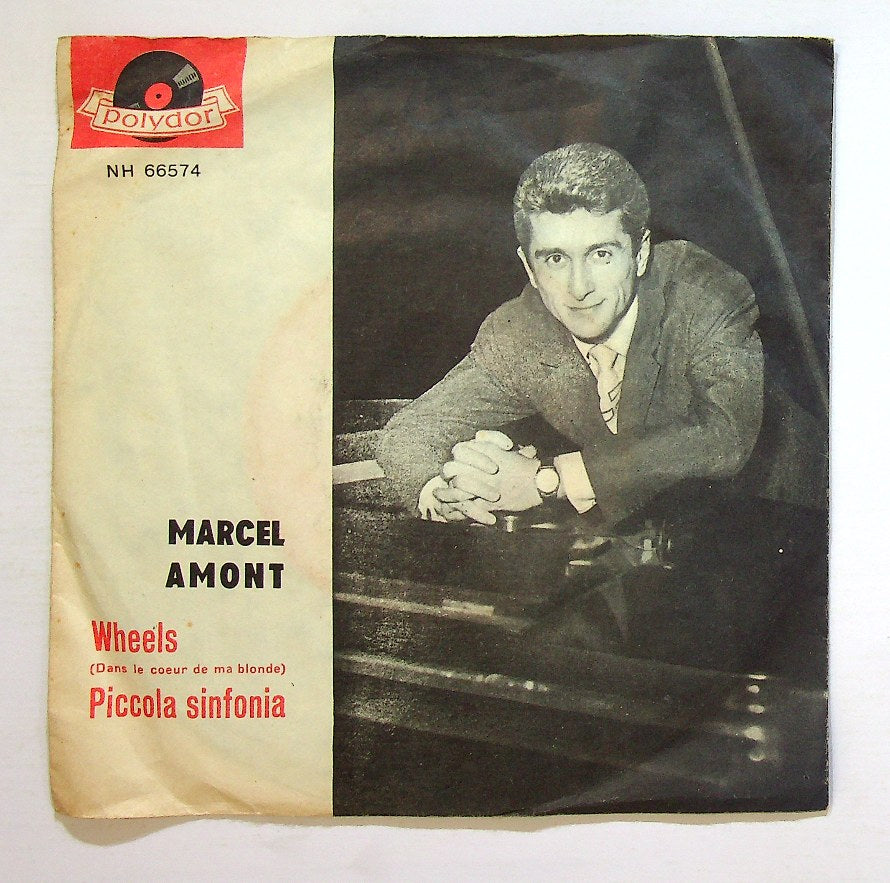 polydor
NH 66574
MARCEL
AMONT
Wheels
(Dans le coeur de ma blonde)
Piccola sinfonia